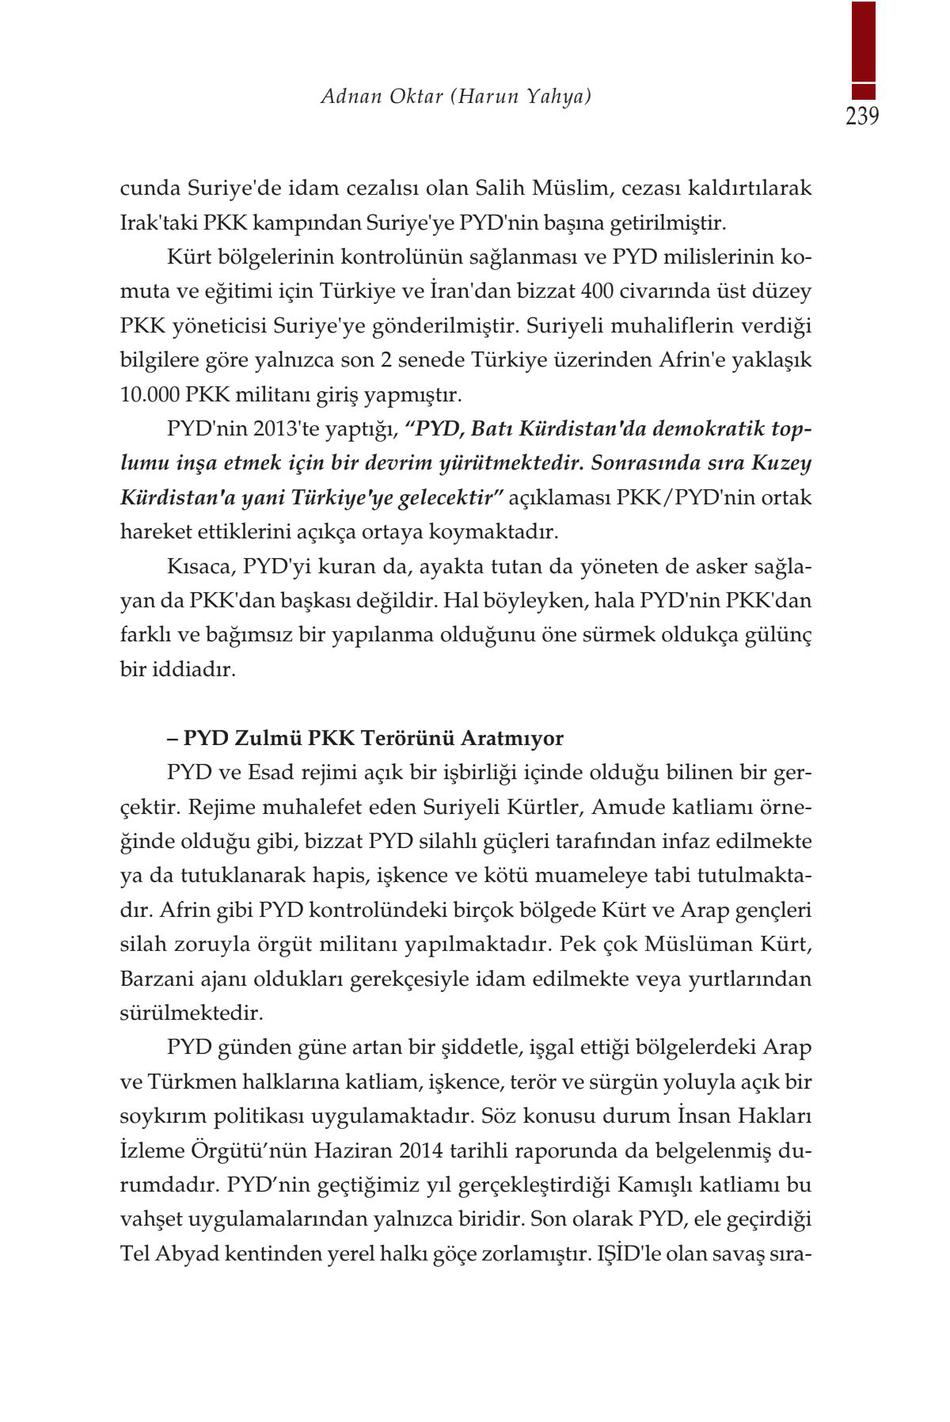 Adnan Oktar (Harun Yahya)
239
cunda Suriye'de idam cezalısı olan Salih Müslim, cezası kaldırtılarak
Irak'taki PKK kampından Suriye'ye PYD'nin başına getirilmiştir.
Kürt bölgelerinin kontrolünün sağlanması ve PYD milislerinin ko-
muta ve eğitimi için Türkiye ve İran'dan bizzat 400 civarında üst düzey
PKK yöneticisi Suriye'ye gönderilmiştir. Suriyeli muhaliflerin verdiği
bilgilere göre yalnızca son 2 senede Türkiye üzerinden Afrin'e yaklaşık
10.000 PKK militanı giriş yapmıştır.
PYD'nin 2013'te yaptığı, “PYD, Batı Kürdistan'da demokratik top-
lumu inşa etmek için bir devrim yürütmektedir. Sonrasında sıra Kuzey
Kürdistan'a yani Türkiye'ye gelecektir” açıklaması PKK/PYD'nin ortak
hareket ettiklerini açıkça ortaya koymaktadır.
Kısaca, PYD'yi kuran da, ayakta tutan da yöneten de asker sağla-
yan da PKK'dan başkası değildir. Hal böyleyken, hala PYD'nin PKK'dan
farklı ve bağımsız bir yapılanma olduğunu öne sürmek oldukça gülünç
bir iddiadır.
– PYD Zulmü PKK Terörünü Aratmıyor
PYD ve Esad rejimi açık bir işbirliği içinde olduğu bilinen bir ger-
çektir. Rejime muhalefet eden Suriyeli Kürtler, Amude katliamı örne-
ğinde olduğu gibi, bizzat PYD silahlı güçleri tarafından infaz edilmekte
ya da tutuklanarak hapis, işkence ve kötü muameleye tabi tutulmakta-
dır. Afrin gibi PYD kontrolündeki birçok bölgede Kürt ve Arap gençleri
silah zoruyla örgüt militanı yapılmaktadır. Pek çok Müslüman Kürt,
Barzani ajanı oldukları gerekçesiyle idam edilmekte veya yurtlarından
sürülmektedir.
PYD günden güne artan bir şiddetle, işgal ettiği bölgelerdeki Arap
ve Türkmen halklarına katliam, işkence, terör ve sürgün yoluyla açık bir
soykırım politikası uygulamaktadır. Söz konusu durum İnsan Hakları
İzleme Örgütü’nün Haziran 2014 tarihli raporunda da belgelenmiş du-
rumdadır. PYD’nin geçtiğimiz yıl gerçekleştirdiği Kamışlı katliamı bu
vahşet uygulamalarından yalnızca biridir. Son olarak PYD, ele geçirdiği
Tel Abyad kentinden yerel halkı göçe zorlamıştır. IŞİD'le olan savaş sıra-